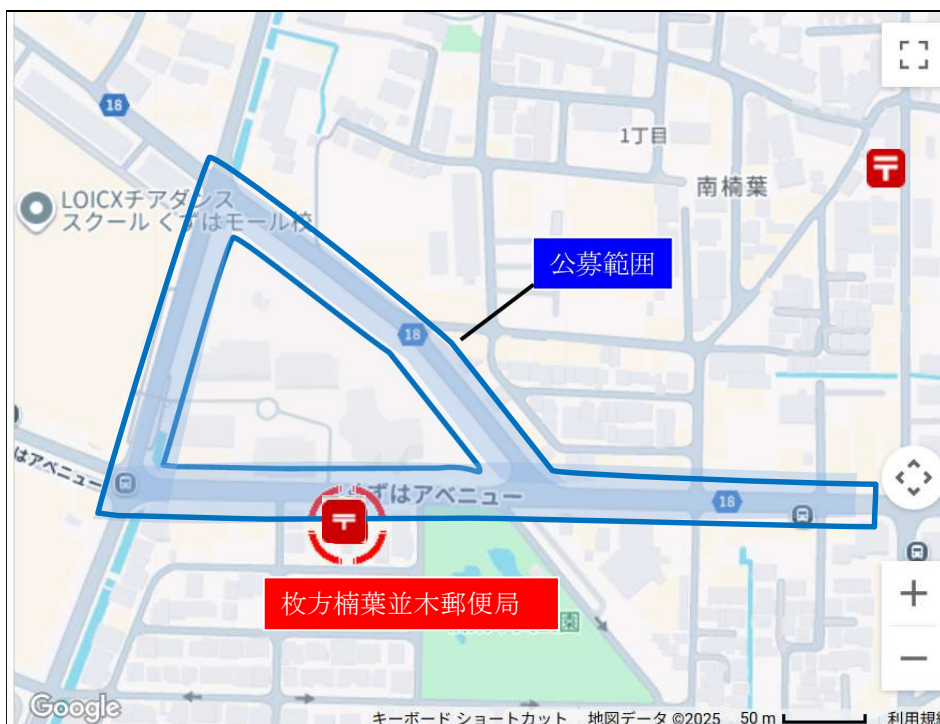 18
1丁目
南楠葉
LOICXチアダンス
スクール くずはモール校
公募範囲
18
はアベニュー
くずはアベニュー
18
枚方楠葉並木郵便局
Google
キーボード ショートカット
地図データ ©2025
50 m
利用規約